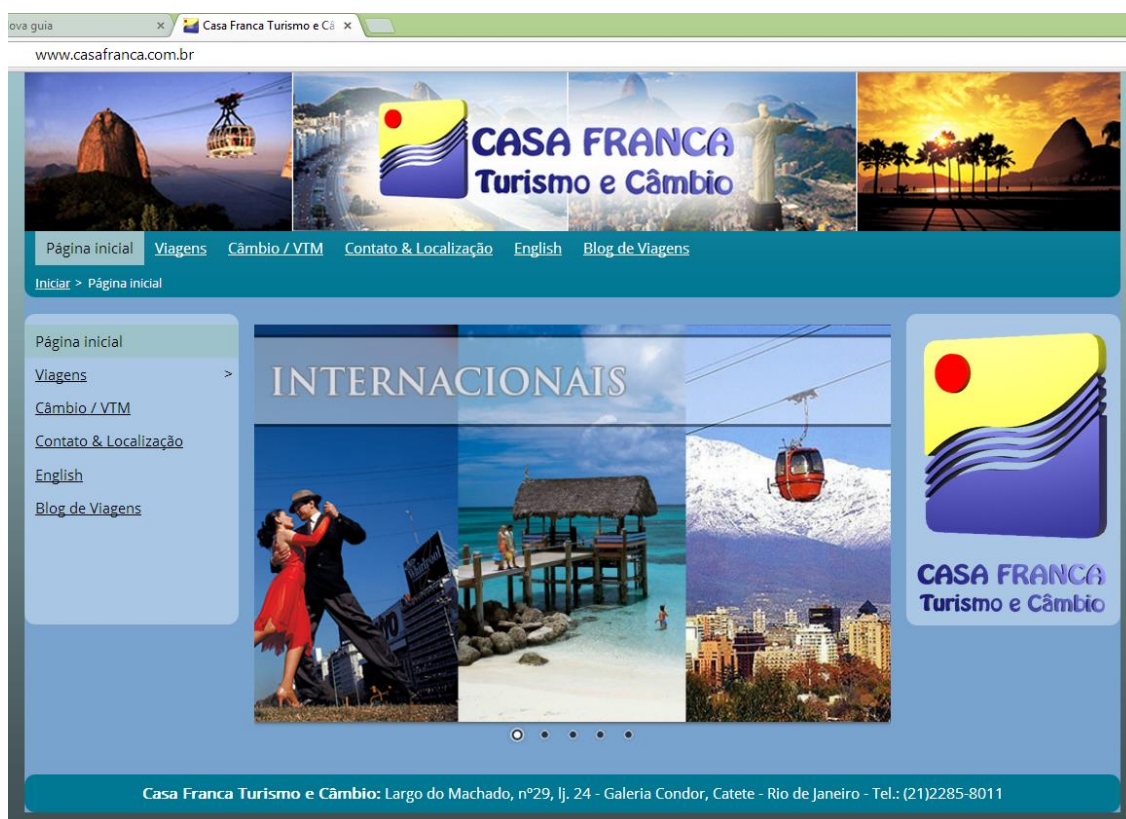 ova guia
Casa Franca Turismo e Câ
www.casafranca.com.br
CASA FRANCA
Turismo e Câmbio
Página inicial Viagens Câmbio / VTM Contato & Localização English Blog de Viagens
Iniciar > Página inicial
Página inicial
Viagens >
Câmbio / VTM
Contato & Localização
English
Blog de Viagens
INTERNACIONAIS
CASA FRANCA
Turismo e Câmbio
Casa Franca Turismo e Câmbio: Largo do Machado, nº29, lj. 24 - Galeria Condor, Catete - Rio de Janeiro - Tel.: (21)2285-8011